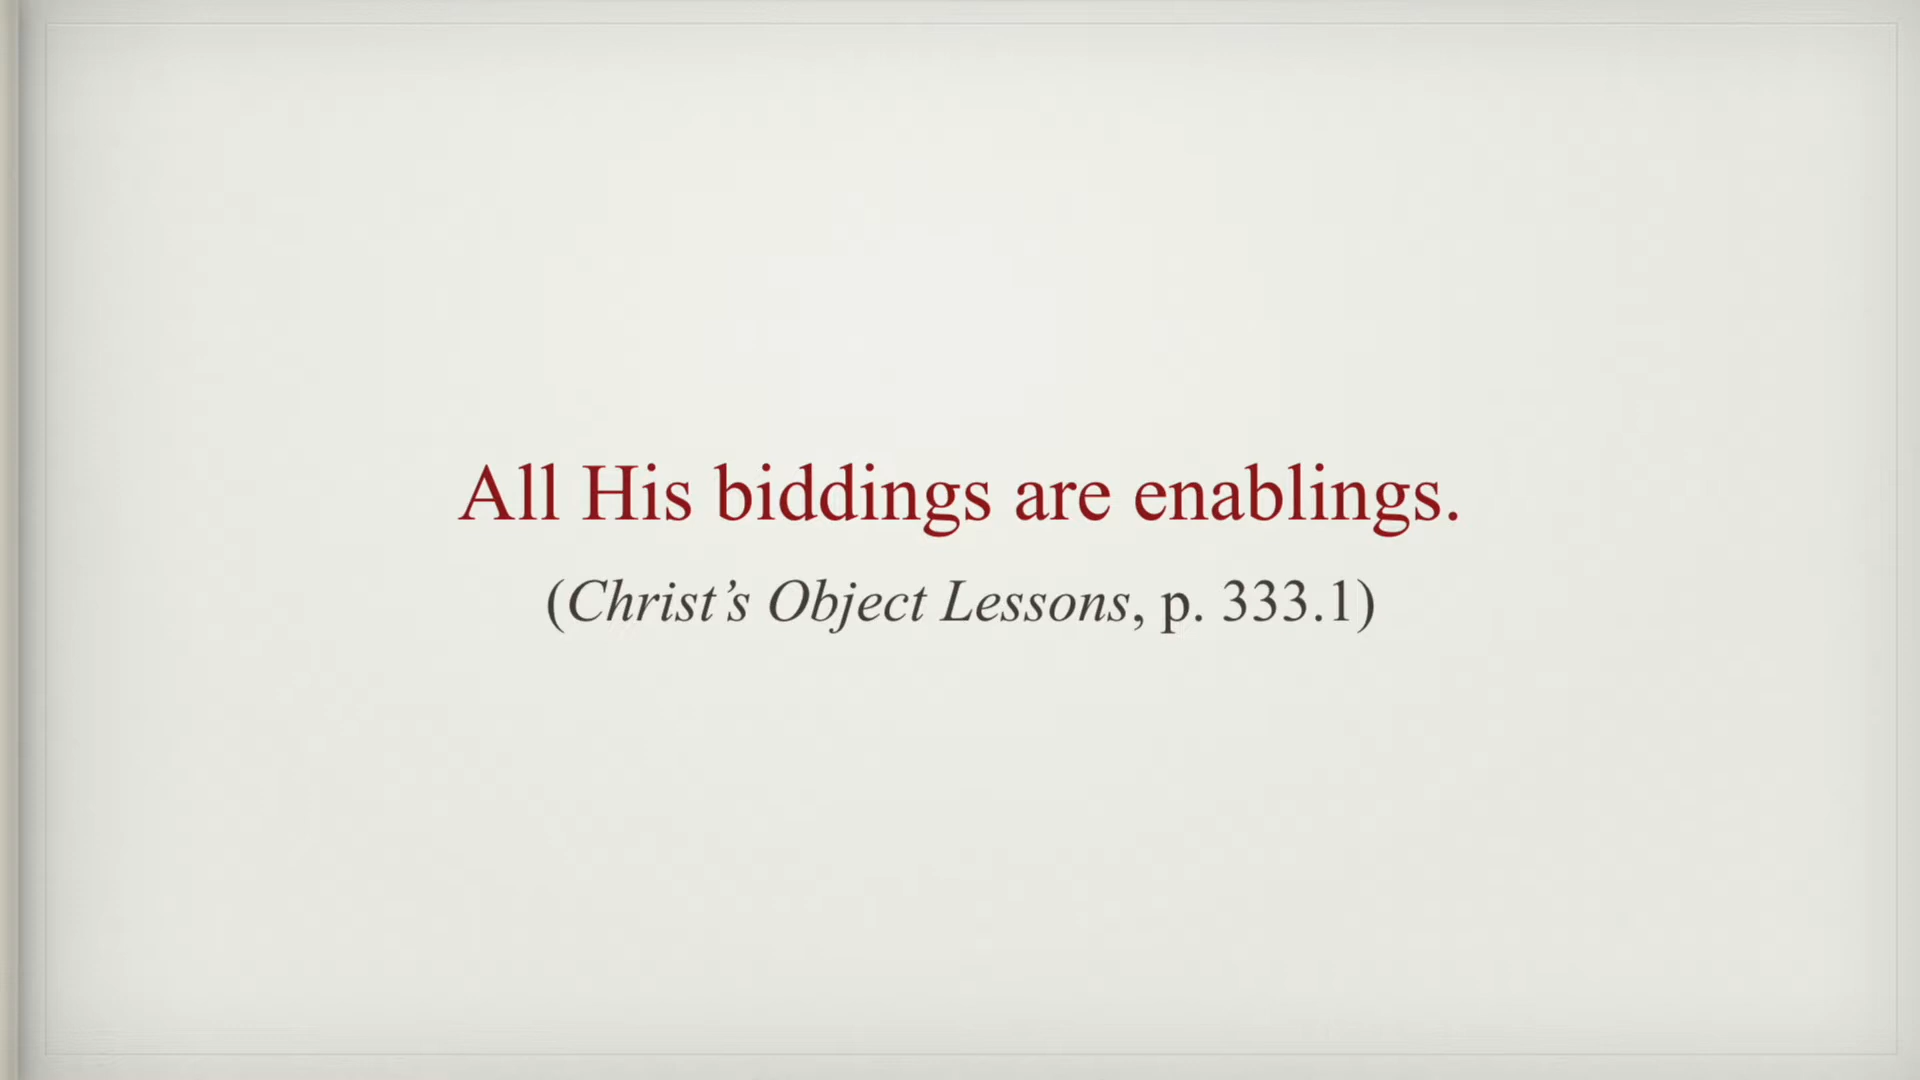 All His biddings are enablings.
(Christ’s Object Lessons, p. 333.1)